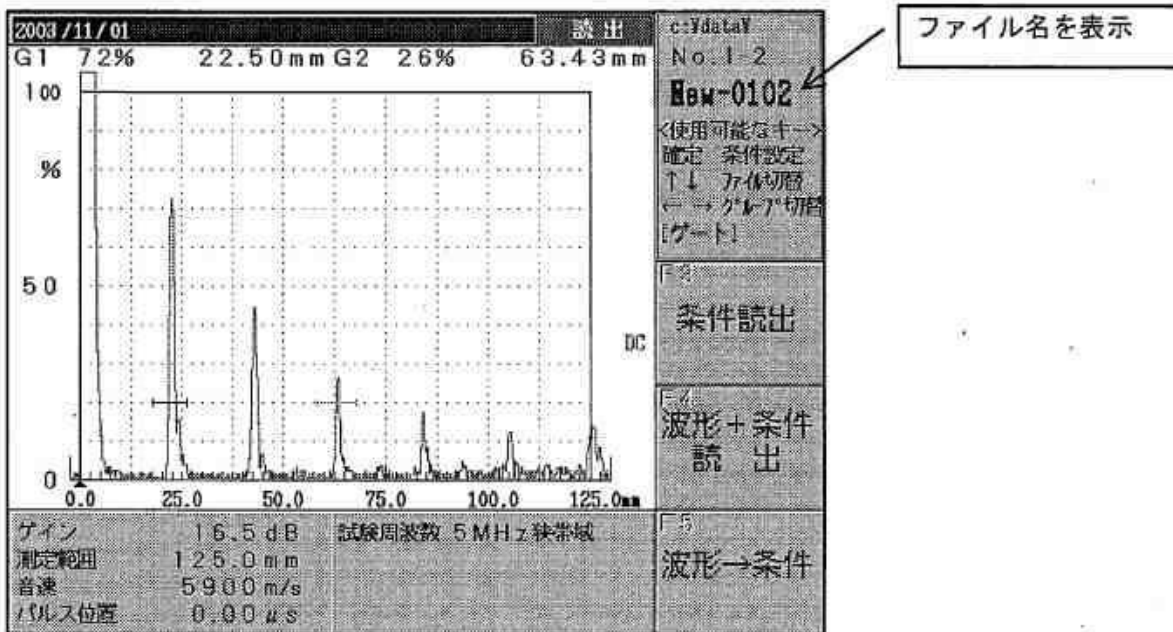 2003/11/01 読出
G1 72% 22.50mm G2 26% 63.43mm
100
%
50
0
0.0 25.0 50.0 75.0 100.0 125.0mm
DC
ゲイン 16.5dB
測定範囲 125.0mm
音速 5900m/s
パルス位置 0.00μs
試験周波数 5MHz狭帯域
c:¥data¥
No.1-2
New-0102
<使用可能なキー>
確定 条件設定
↑↓ ファイル切替
←→ グループ切替
[ゲート]
F3
条件読出
F4
波形+条件
読出
F5
波形→条件
ファイル名を表示